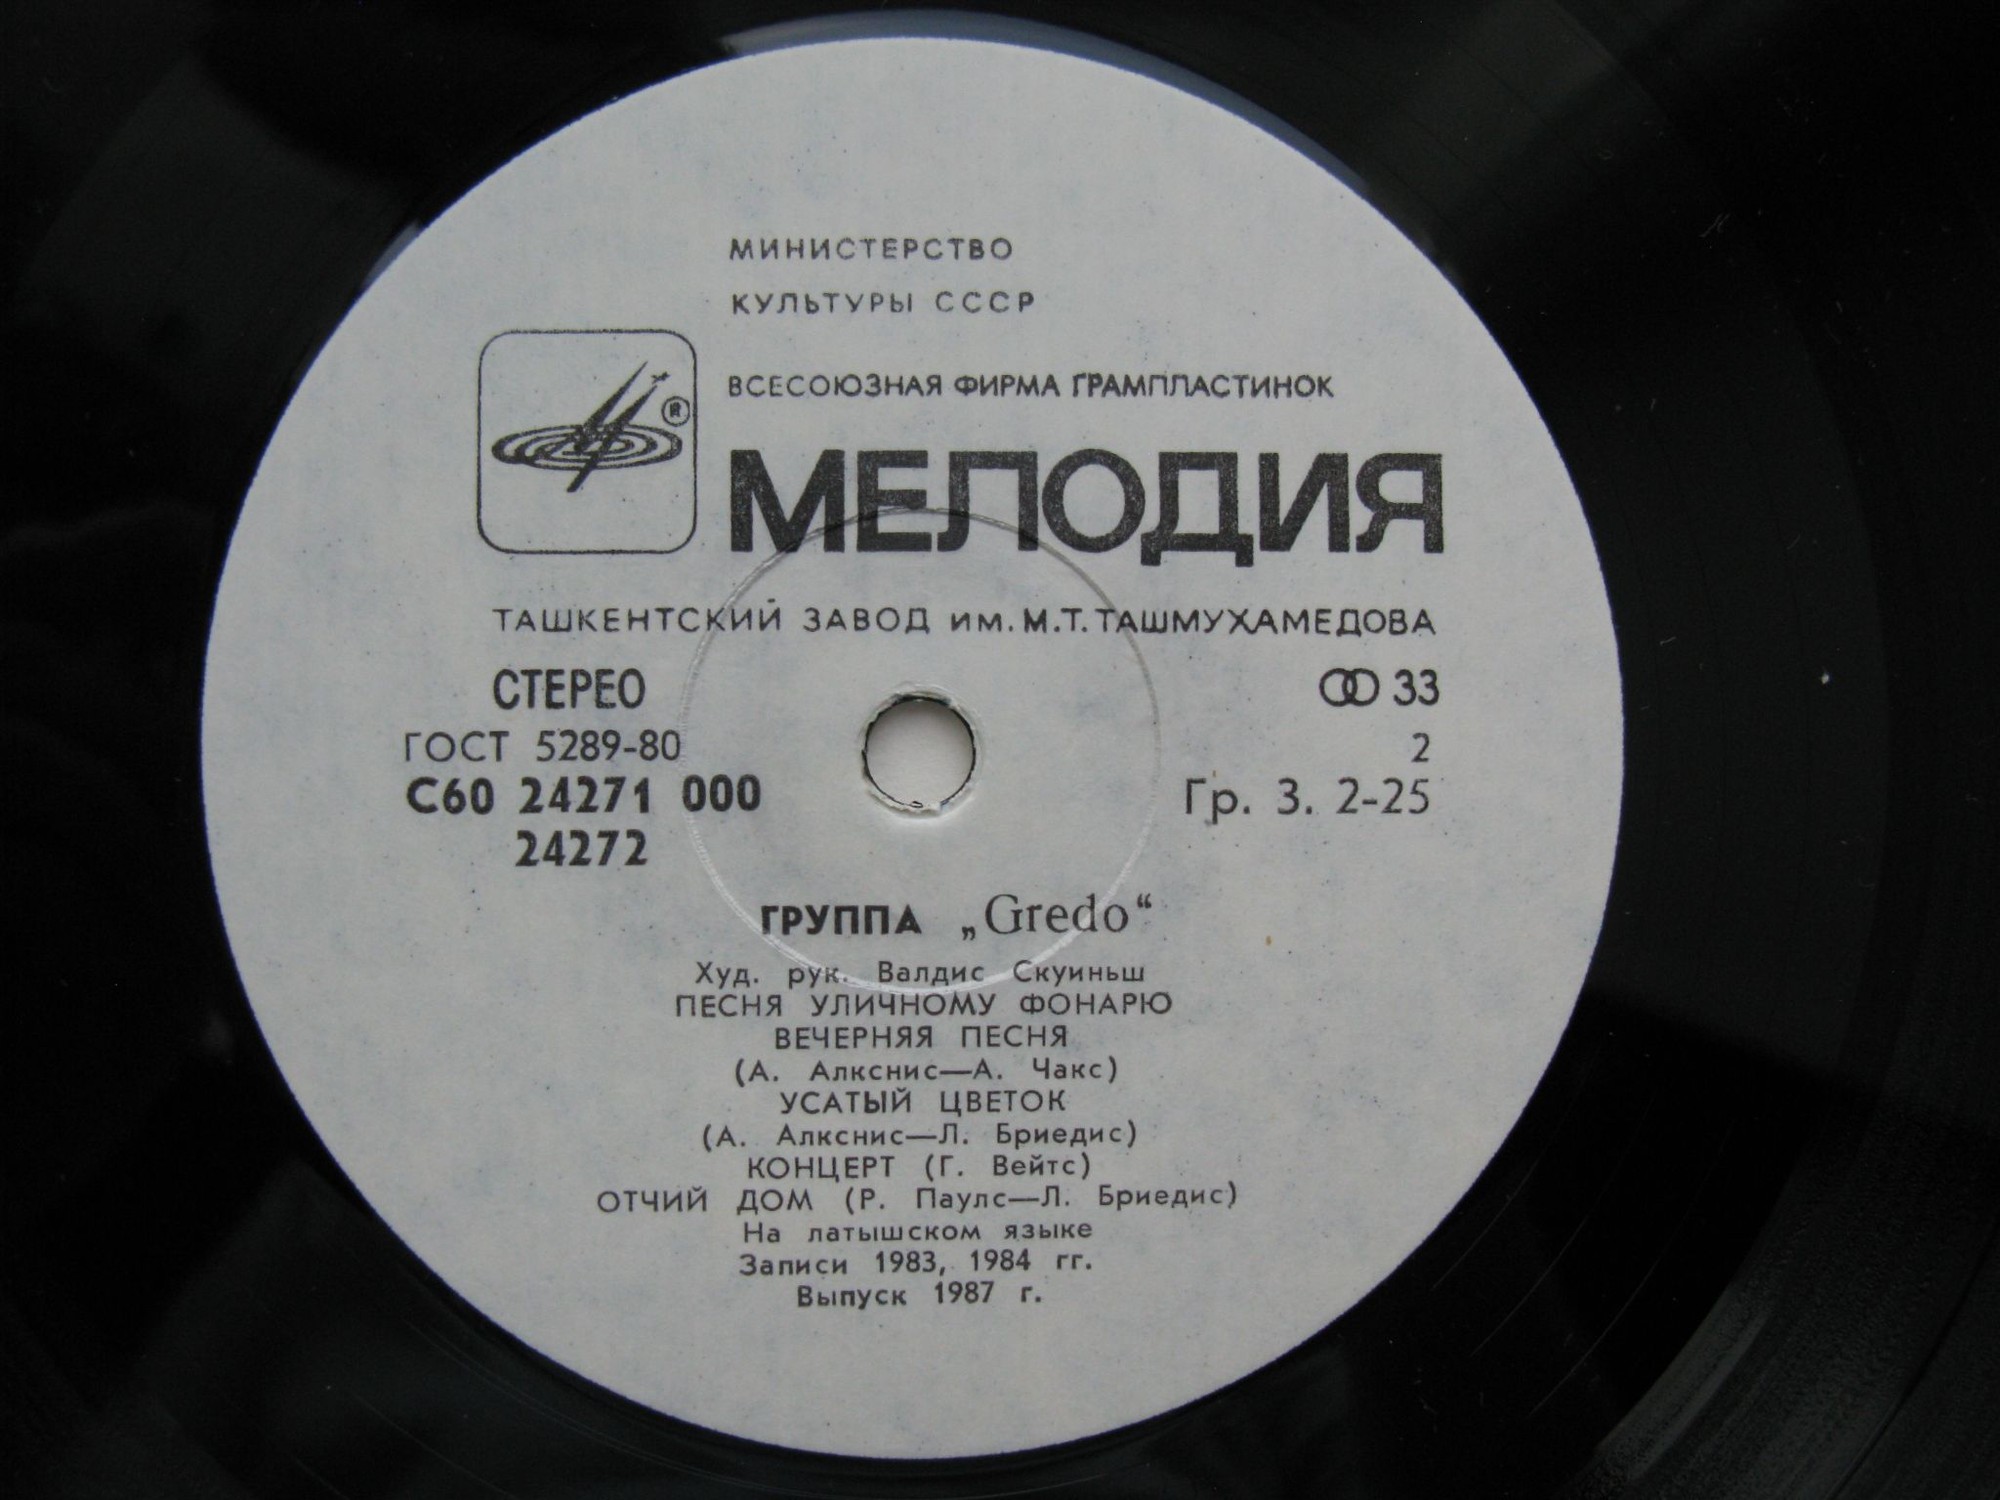 МИНИСТЕРСТВО
КУЛЬТУРЫ СССР
ВСЕСОЮЗНАЯ ФИРМА ГРАМПЛАСТИНОК
®
МЕЛОДИЯ
ТАШКЕНТСКИЙ ЗАВОД им. М. Т. ТАШМУХАМЕДОВА
СТЕРЕО 33
ГОСТ 5289-80 2
С60 24271 000 Гр. 3. 2-25
24272
ГРУППА „Gredo“
Худ. рук. Валдис Скуиньш
ПЕСНЯ УЛИЧНОМУ ФОНАРЮ
ВЕЧЕРНЯЯ ПЕСНЯ
(А. Алкснис—А. Чакс)
УСАТЫЙ ЦВЕТОК
(А. Алкснис—Л. Бриедис)
КОНЦЕРТ (Г. Вейтс)
ОТЧИЙ ДОМ (Р. Паулс—Л. Бриедис)
На латышском языке
Записи 1983, 1984 гг.
Выпуск 1987 г.